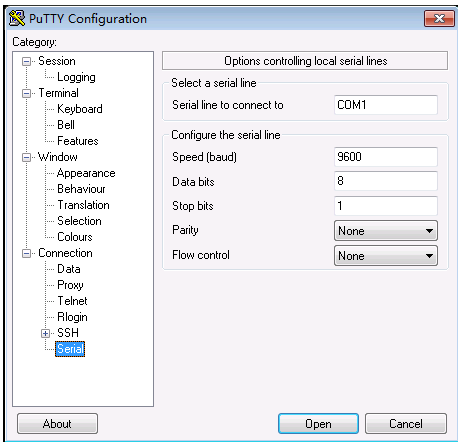 PuTTY Configuration
Category:
Session
Logging
Terminal
Keyboard
Bell
Features
Window
Appearance
Behaviour
Translation
Selection
Colours
Connection
Data
Proxy
Telnet
Rlogin
SSH
Serial
Options controlling local serial lines
Select a serial line
Serial line to connect to COM1
Configure the serial line
Speed (baud) 9600
Data bits 8
Stop bits 1
Parity None
Flow control None
About Open Cancel